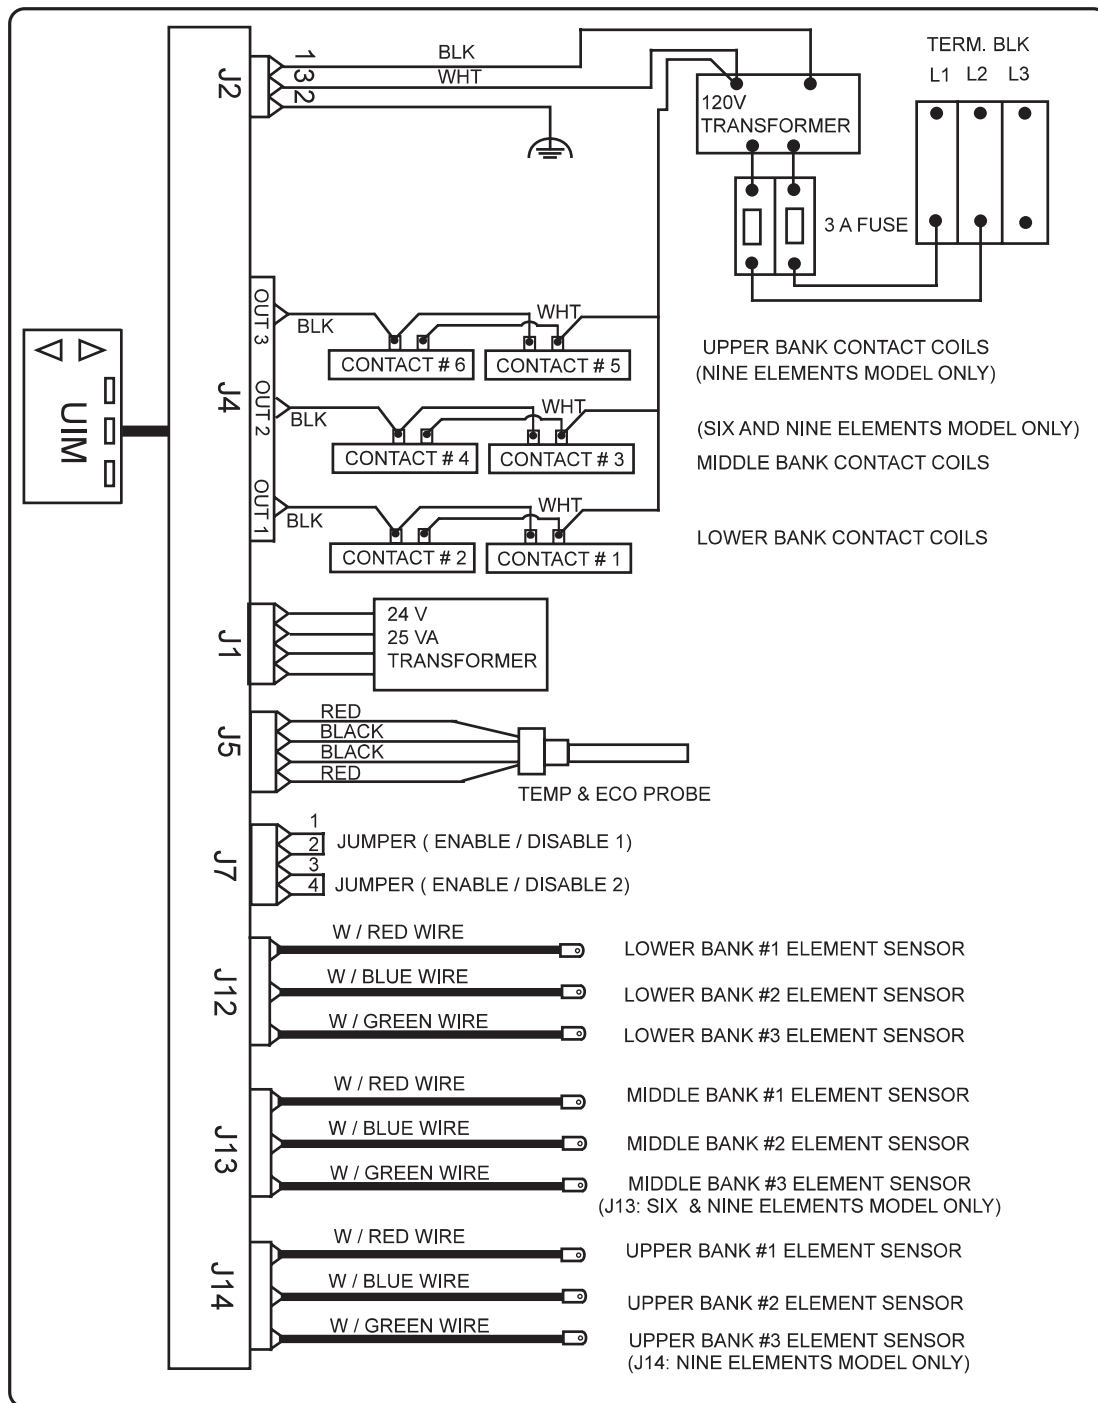 TERM. BLK
L1 L2 L3
BLK
WHT
1
3
2
J2
120V
TRANSFORMER
3 A FUSE
OUT 3
BLK
WHT
CONTACT # 6
CONTACT # 5
UPPER BANK CONTACT COILS
(NINE ELEMENTS MODEL ONLY)
UIM
J4
OUT 2
BLK
WHT
CONTACT # 4
CONTACT # 3
(SIX AND NINE ELEMENTS MODEL ONLY)
MIDDLE BANK CONTACT COILS
OUT 1
BLK
WHT
CONTACT # 2
CONTACT # 1
LOWER BANK CONTACT COILS
J1
24 V
25 VA
TRANSFORMER
J5
RED
BLACK
BLACK
RED
TEMP & ECO PROBE
J7
1
2
3
4
JUMPER ( ENABLE / DISABLE 1)
JUMPER ( ENABLE / DISABLE 2)
J12
W / RED WIRE
LOWER BANK #1 ELEMENT SENSOR
W / BLUE WIRE
LOWER BANK #2 ELEMENT SENSOR
W / GREEN WIRE
LOWER BANK #3 ELEMENT SENSOR
J13
W / RED WIRE
MIDDLE BANK #1 ELEMENT SENSOR
W / BLUE WIRE
MIDDLE BANK #2 ELEMENT SENSOR
W / GREEN WIRE
MIDDLE BANK #3 ELEMENT SENSOR
(J13: SIX & NINE ELEMENTS MODEL ONLY)
J14
W / RED WIRE
UPPER BANK #1 ELEMENT SENSOR
W / BLUE WIRE
UPPER BANK #2 ELEMENT SENSOR
W / GREEN WIRE
UPPER BANK #3 ELEMENT SENSOR
(J14: NINE ELEMENTS MODEL ONLY)